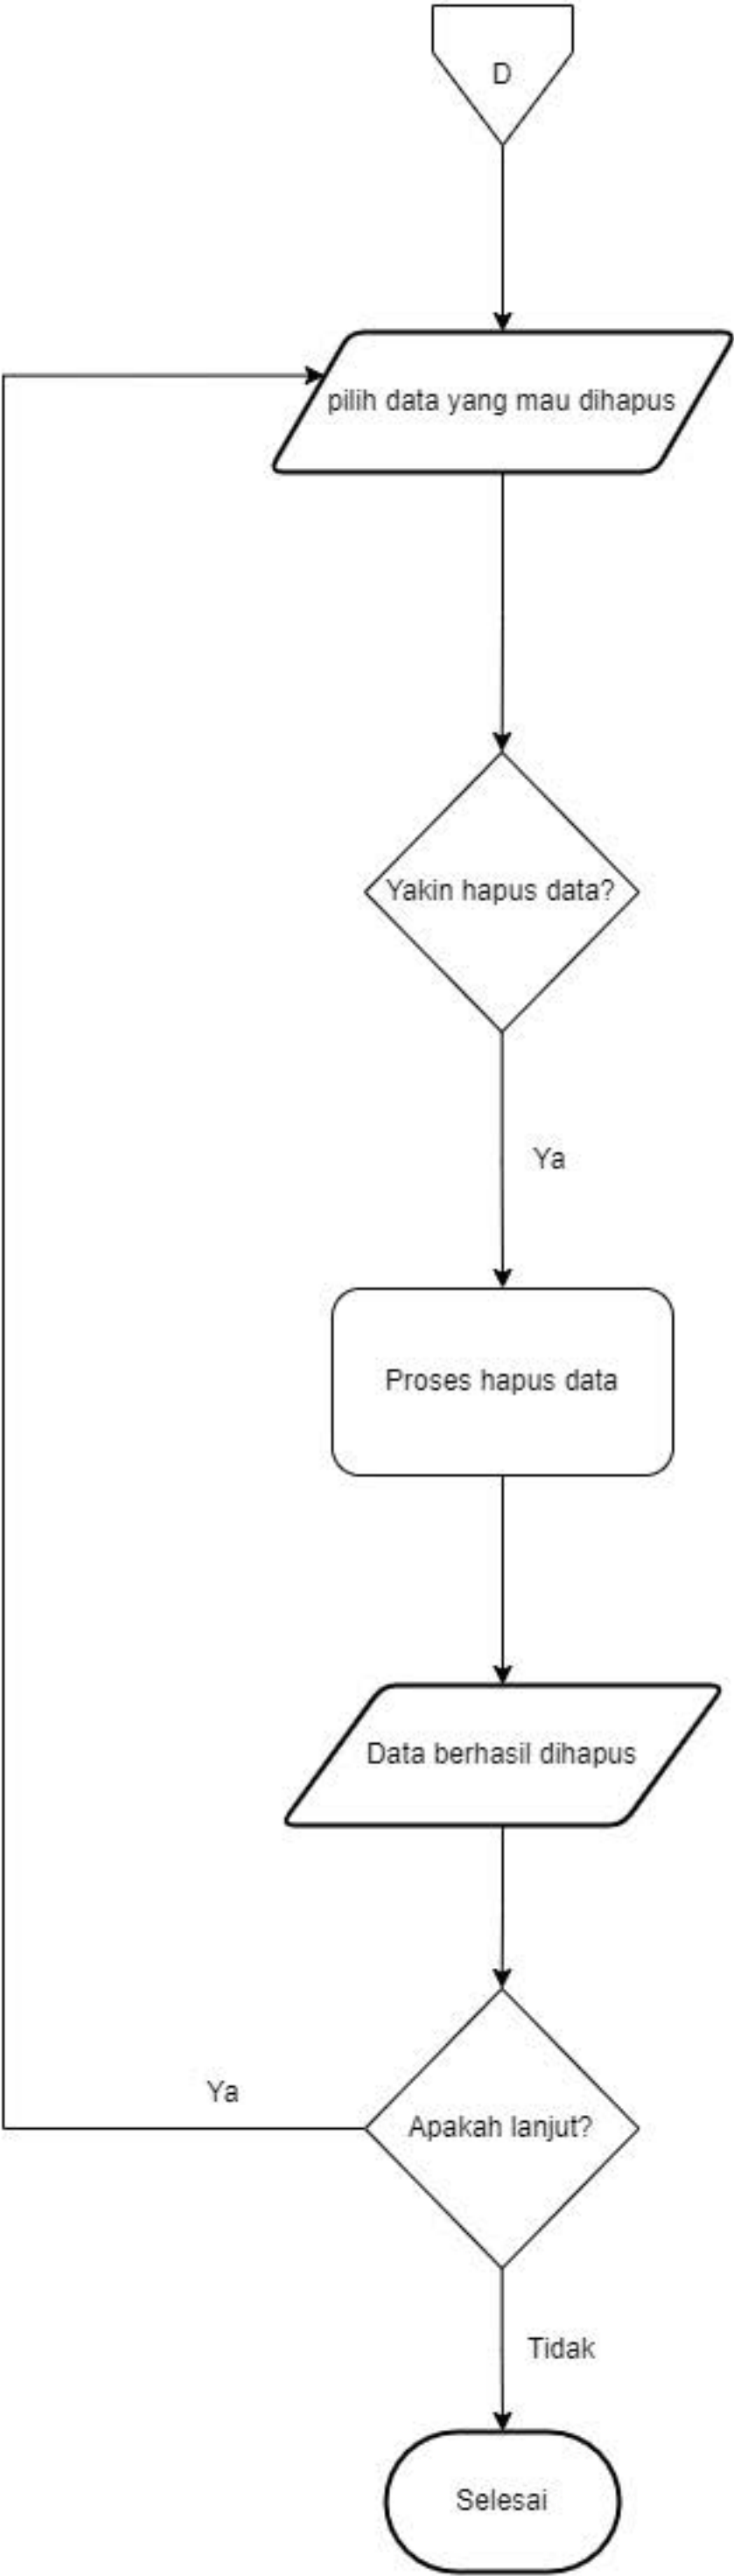 D
pilih data yang mau dihapus
Yakin hapus data?
Ya
Proses hapus data
Data berhasil dihapus
Ya
Apakah lanjut?
Tidak
Selesai